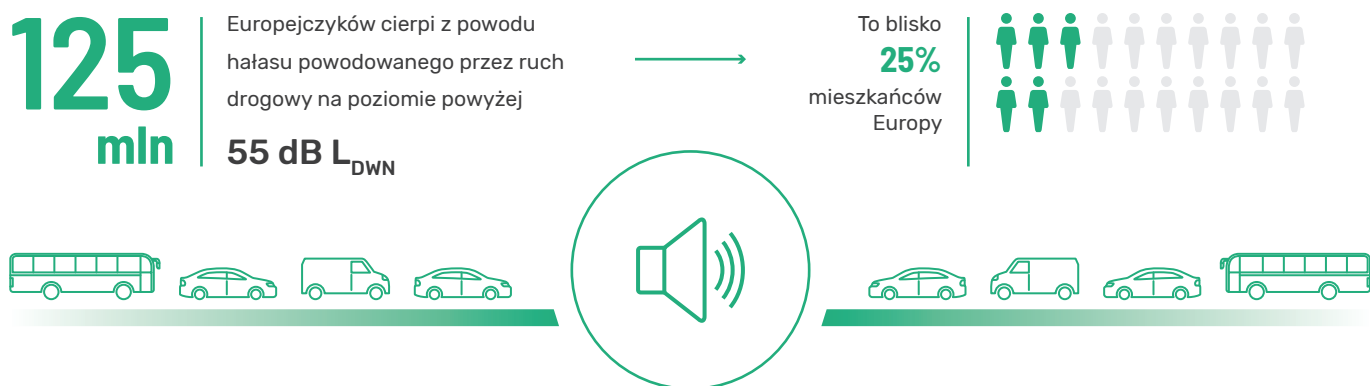 125
mln
Europejczyków cierpi z powodu
hałasu powodowanego przez ruch
drogowy na poziomie powyżej
55 dB L_DWN
To blisko
25%
mieszkańców
Europy